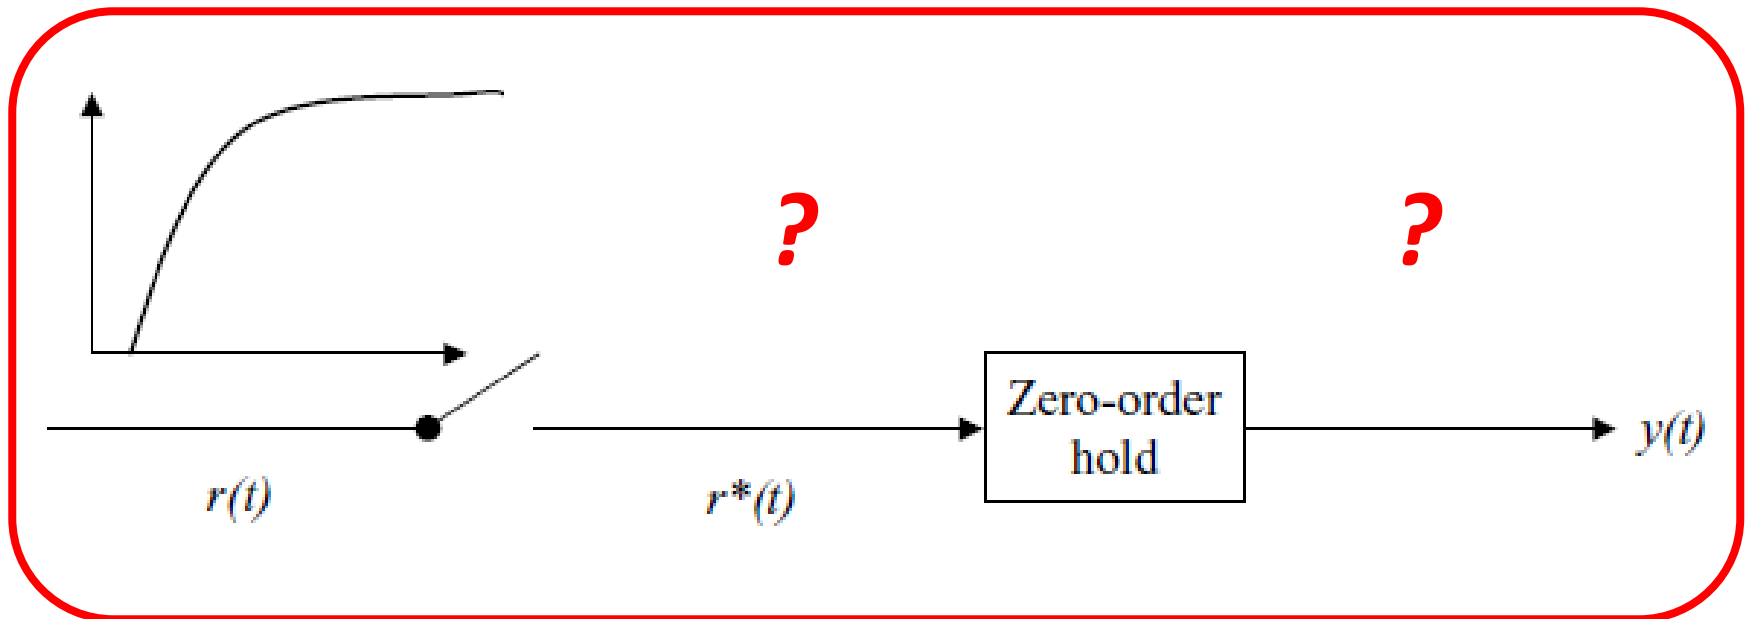 ?
?
Zero-order
hold
y(t)
r(t)
r*(t)